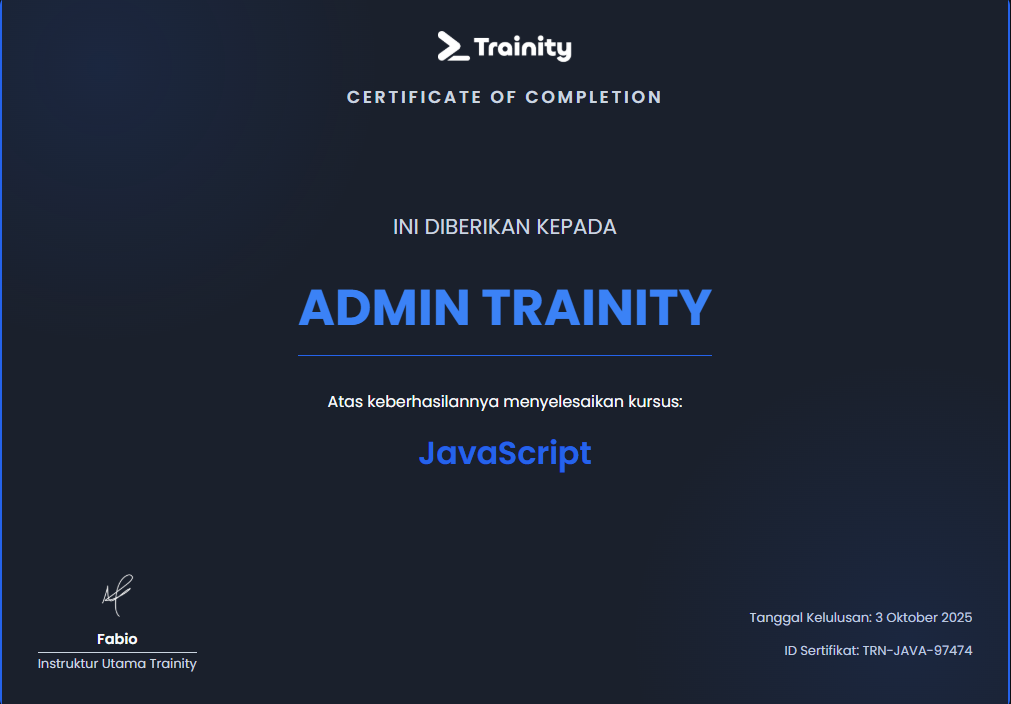 Trainity
CERTIFICATE OF COMPLETION
INI DIBERIKAN KEPADA
ADMIN TRAINITY
Atas keberhasilannya menyelesaikan kursus:
JavaScript
Fabio
Instruktur Utama Trainity
Tanggal Kelulusan: 3 Oktober 2025
ID Sertifikat: TRN-JAVA-97474